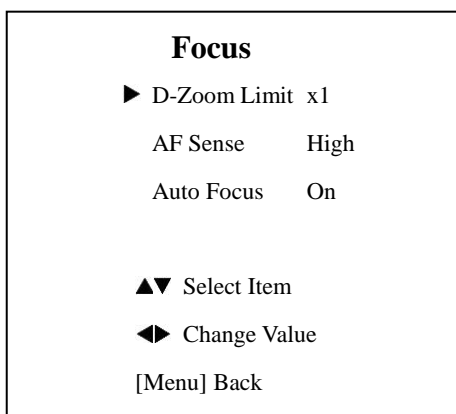 Focus
▶ D-Zoom Limit x1
AF Sense High
Auto Focus On
▲▼ Select Item
◀▶ Change Value
[Menu] Back